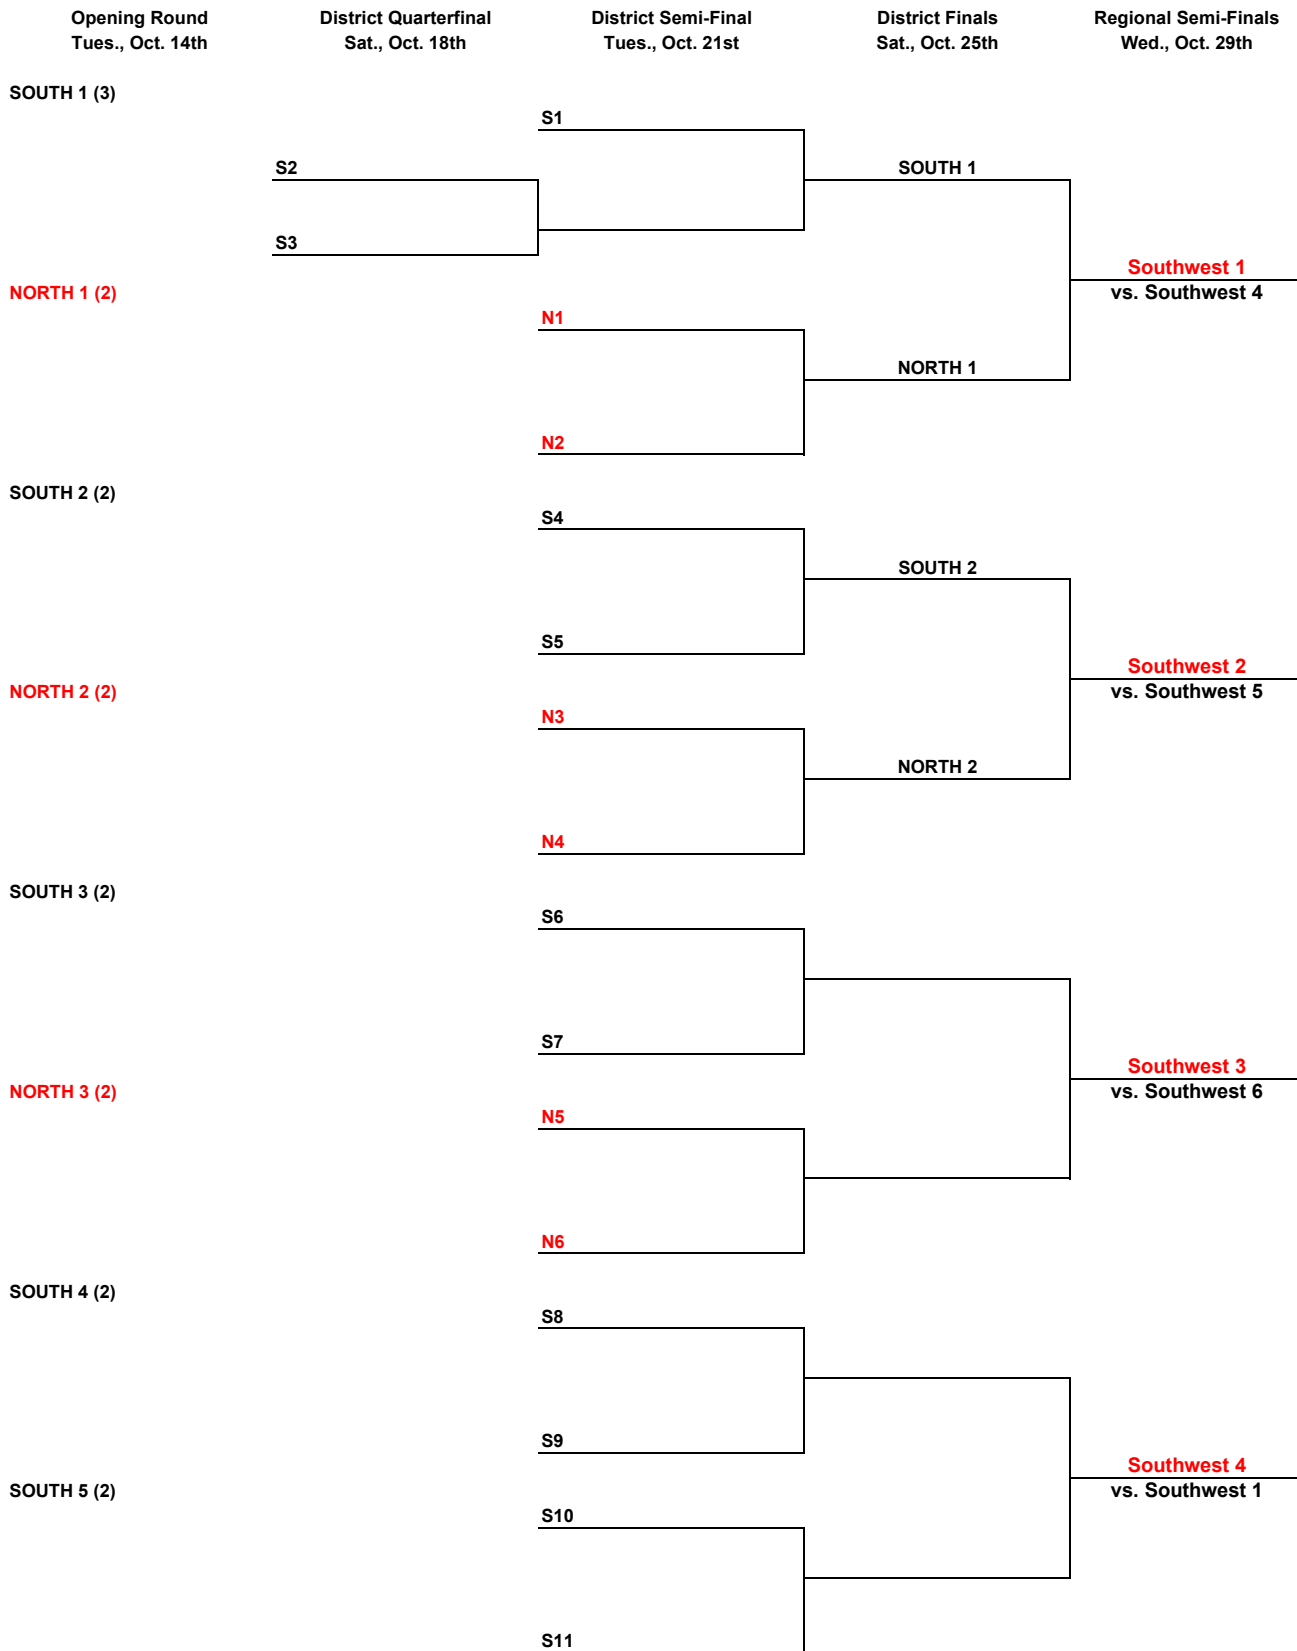 Opening Round
Tues., Oct. 14th
District Quarterfinal
Sat., Oct. 18th
District Semi-Final
Tues., Oct. 21st
District Finals
Sat., Oct. 25th
Regional Semi-Finals
Wed., Oct. 29th
SOUTH 1 (3)
S1
S2
SOUTH 1
S3
Southwest 1
NORTH 1 (2)
vs. Southwest 4
N1
NORTH 1
N2
SOUTH 2 (2)
S4
SOUTH 2
S5
Southwest 2
NORTH 2 (2)
vs. Southwest 5
N3
NORTH 2
N4
SOUTH 3 (2)
S6
S7
Southwest 3
NORTH 3 (2)
vs. Southwest 6
N5
N6
SOUTH 4 (2)
S8
S9
Southwest 4
SOUTH 5 (2)
vs. Southwest 1
S10
S11